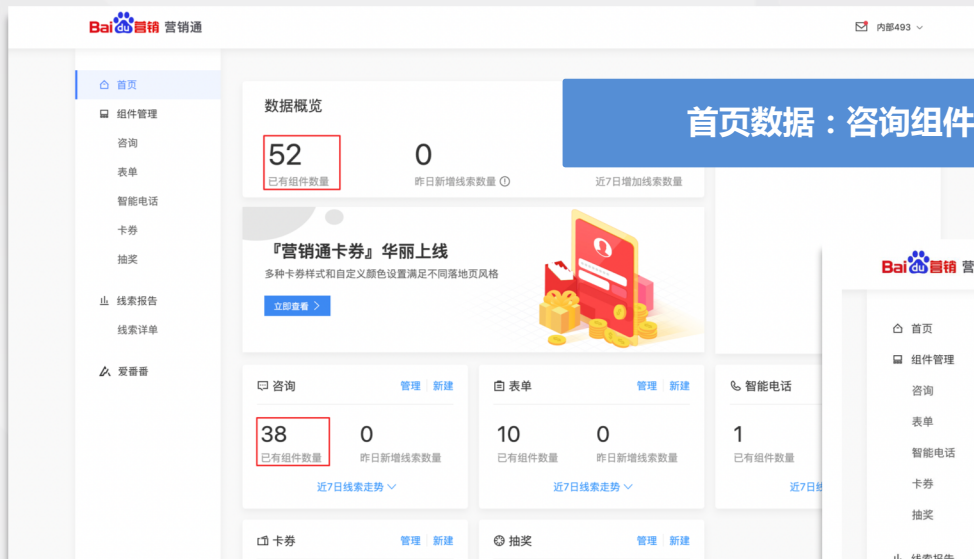 Bai du 营销 营销通
内部493
首页
组件管理
咨询
表单
智能电话
卡券
抽奖
线索报告
线索详单
爱番番
数据概览
52
已有组件数量
0
昨日新增线索数量
近7日增加线索数量
首页数据：咨询组件
『营销通卡券』华丽上线
多种卡券样式和自定义颜色设置满足不同落地页风格
立即查看
咨询
管理 新建
38
已有组件数量
0
昨日新增线索数量
近7日线索走势
表单
管理 新建
10
已有组件数量
0
昨日新增线索数量
近7日线索走势
智能电话
1
已有组件数量
近7日线
卡券
管理 新建
抽奖
管理 新建
Bai du 营销 营
首页
组件管理
咨询
表单
智能电话
卡券
抽奖
线索报告